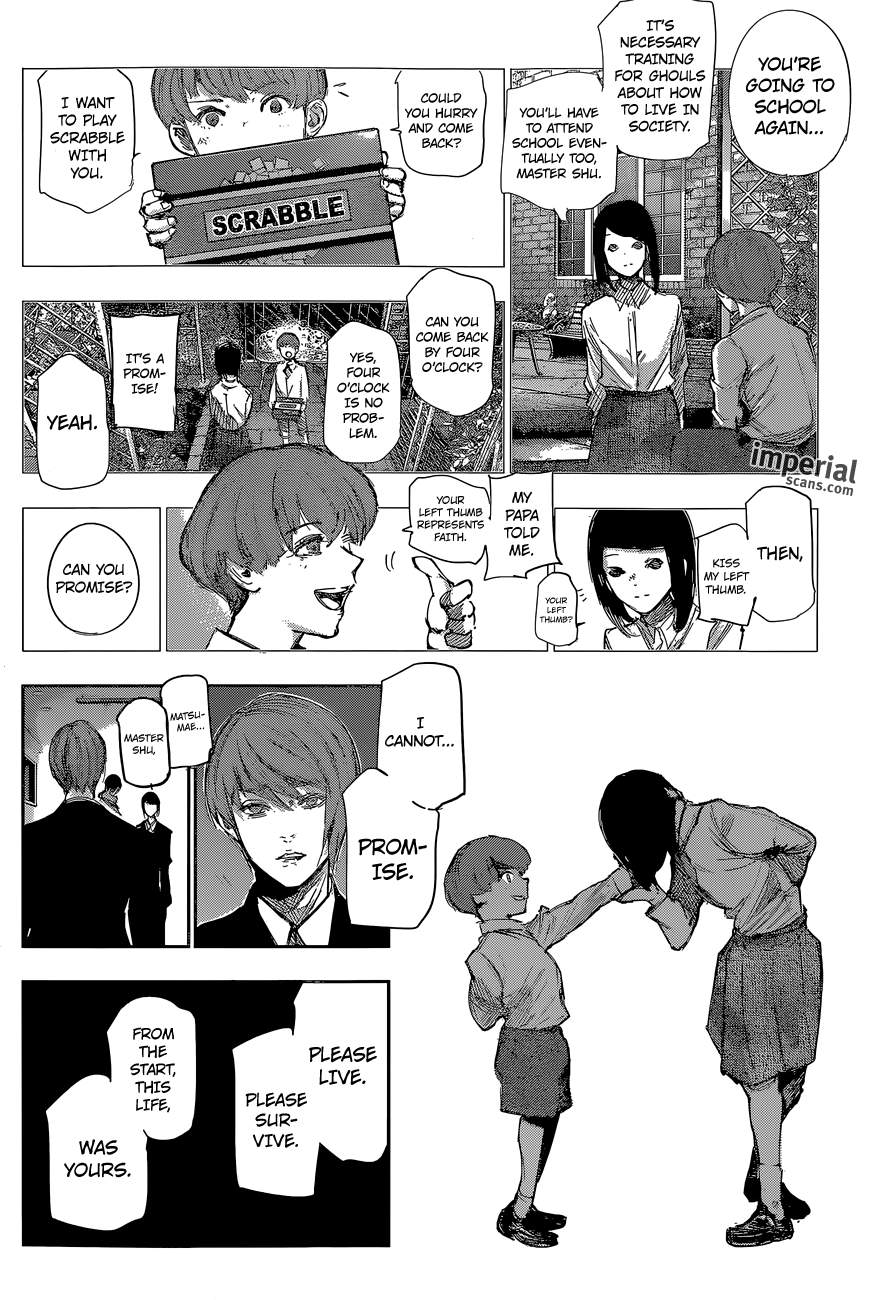 YOU'RE
GOING TO
SCHOOL
AGAIN...
IT'S
NECESSARY
TRAINING
FOR GHOULS
ABOUT HOW
TO LIVE IN
SOCIETY.
YOU'LL HAVE
TO ATTEND
SCHOOL EVEN-
TUALLY TOO,
MASTER SHU.
COULD
YOU HURRY
AND COME
BACK?
I WANT
TO PLAY
SCRABBLE
WITH
YOU.
SCRABBLE
CAN YOU
COME BACK
BY FOUR
O'CLOCK?
YES,
FOUR
O'CLOCK
IS NO
PROB-
LEM.
IT'S A
PROM-
ISE!
YEAH.
imperial
scans.com
THEN,
KISS
MY LEFT
THUMB.
YOUR
LEFT
THUMB?
MY
PAPA
TOLD
ME.
YOUR
LEFT THUMB
REPRESENTS
FAITH.
CAN YOU
PROMISE?
I
CANNOT...
PROM-
ISE.
MATSU-
MAE...
MASTER
SHU,
PLEASE
LIVE.
PLEASE
SUR-
VIVE.
FROM
THE
START,
THIS
LIFE,
WAS
YOURS.